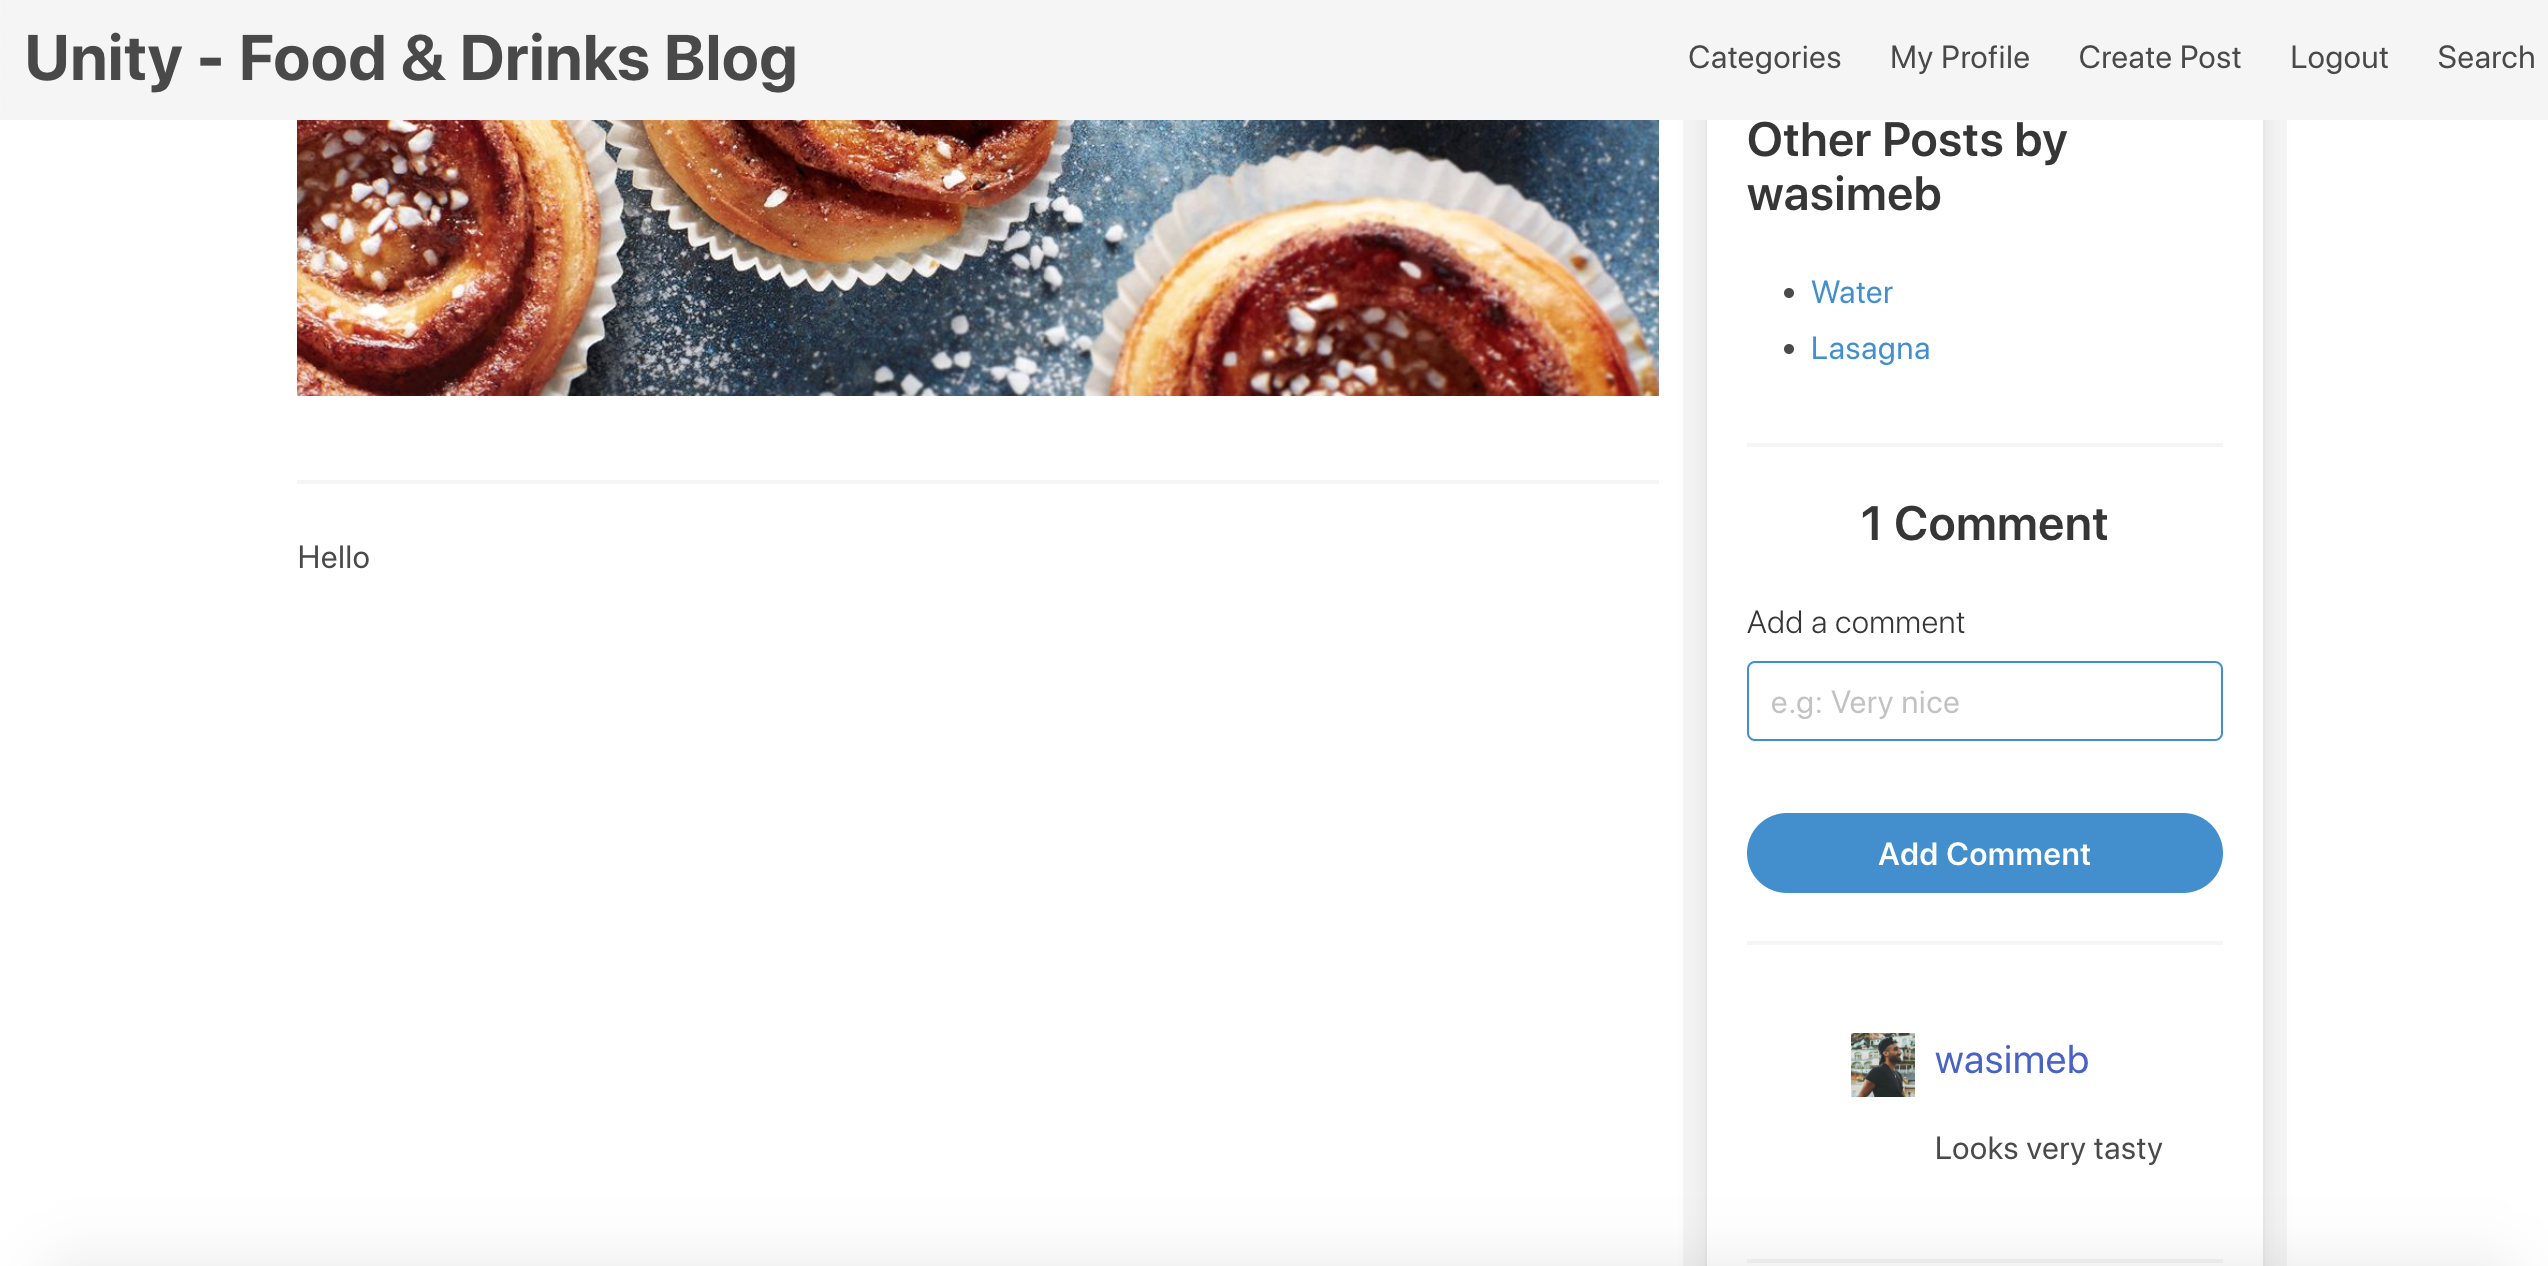 Unity - Food & Drinks Blog
Categories My Profile Create Post Logout Search
Other Posts by
wasimeb
Water
Lasagna
Hello
1 Comment
Add a comment
e.g: Very nice
Add Comment
wasimeb
Looks very tasty